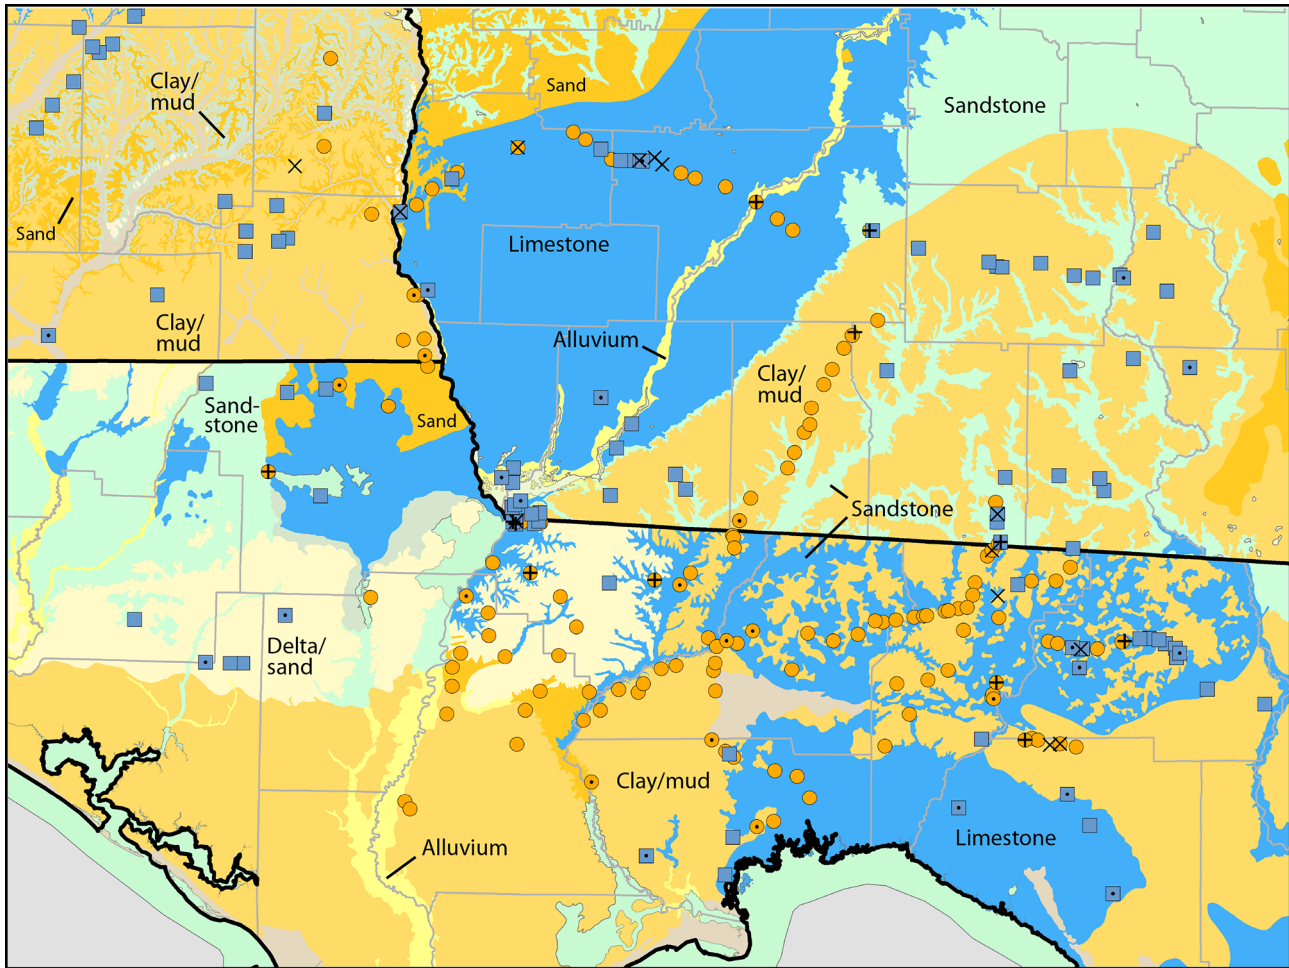 Clay/
mud
Sand
Sandstone
Sand
Limestone
Clay/
mud
Alluvium
Clay/
mud
Sand-
stone
Sand
Sandstone
Delta/
sand
Clay/mud
Limestone
Alluvium